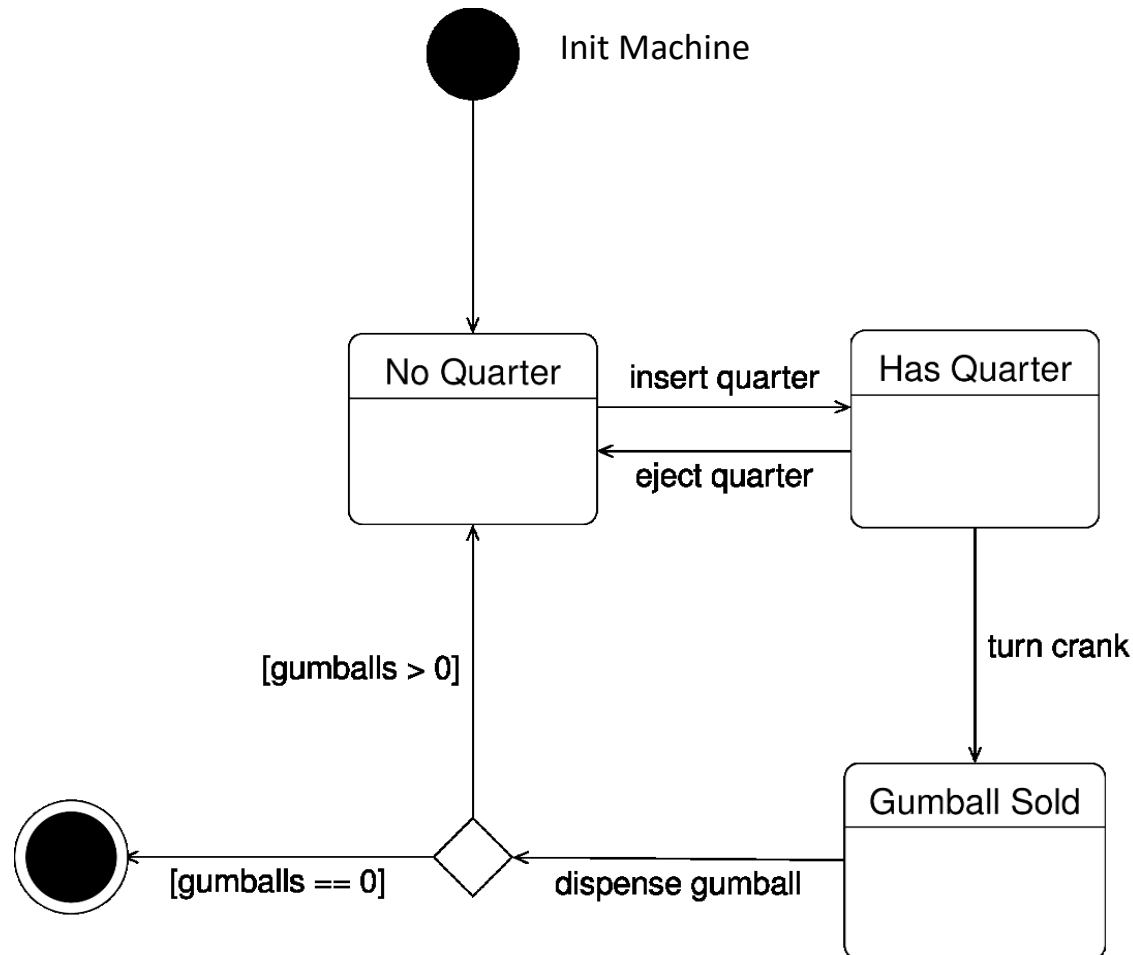 Init Machine
No Quarter
insert quarter
Has Quarter
eject quarter
turn crank
[gumballs > 0]
Gumball Sold
[gumballs == 0]
dispense gumball